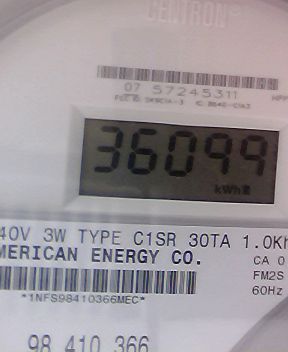 CENTRON®
07 57245311
36099
kWh
40V 3W TYPE C1SR 30TA 1.0Kh
MERICAN ENERGY CO.
CA 0
FM2S
60Hz
*1NFS98410366MEC*
98 410 366